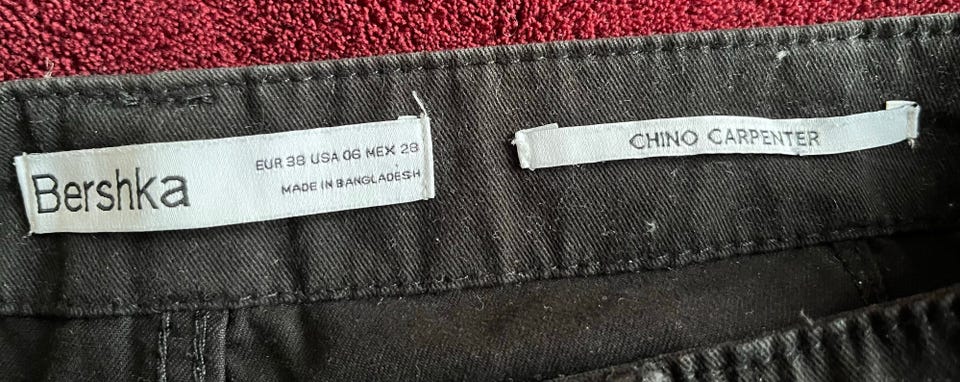 Bershka
EUR 38 USA 06 MEX 28
MADE IN BANGLADESH
CHINO CARPENTER